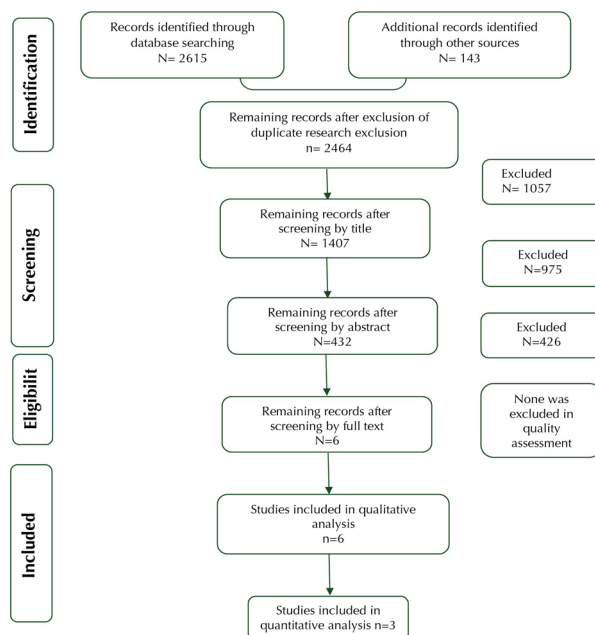 Identification
Records identified through
database searching
N= 2615
Additional records identified
through other sources
N= 143
Remaining records after exclusion of
duplicate research exclusion
n= 2464
Excluded
N= 1057
Screening
Remaining records after
screening by title
N= 1407
Excluded
N=975
Remaining records after
screening by abstract
N=432
Excluded
N=426
Eligibilit
Remaining records after
screening by full text
N=6
None was
excluded in
quality
assessment
Included
Studies included in qualitative
analysis
n=6
Studies included in
quantitative analysis n=3